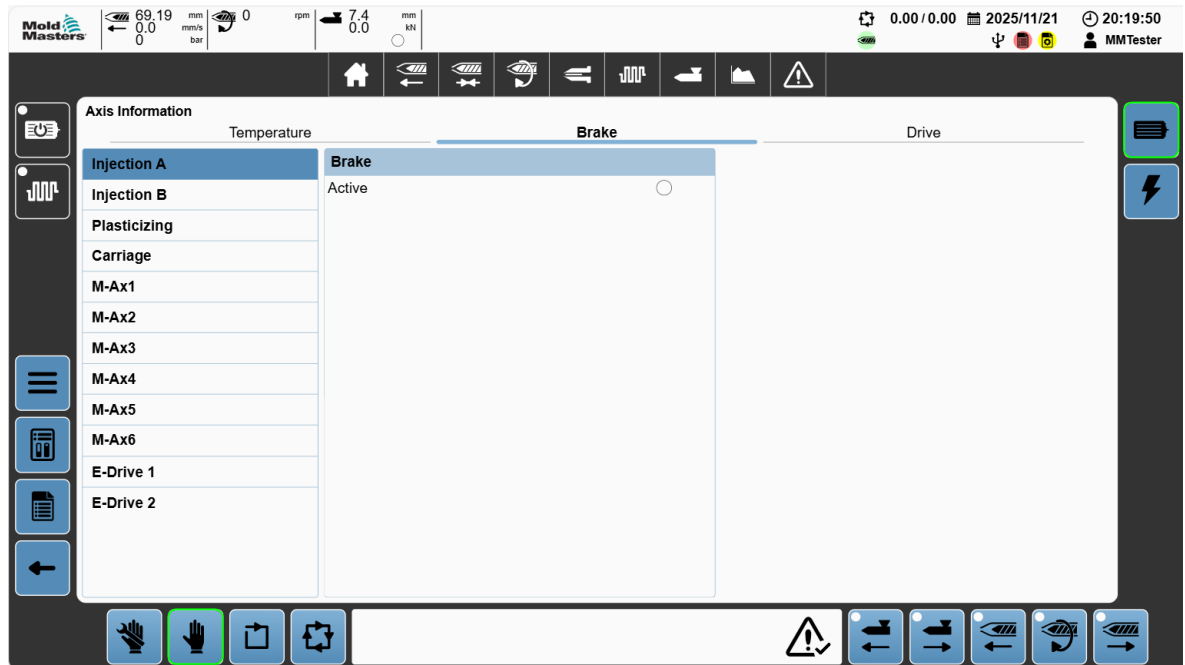 Mold
Masters
69.19 mm
0.0 mm/s
0 bar
0 rpm
7.4 mm
0.0 kN
0.00 / 0.00
2025/11/21
20:19:50
MMTester
Axis Information
Temperature
Brake
Drive
Injection A
Injection B
Plasticizing
Carriage
M-Ax1
M-Ax2
M-Ax3
M-Ax4
M-Ax5
M-Ax6
E-Drive 1
E-Drive 2
Brake
Active